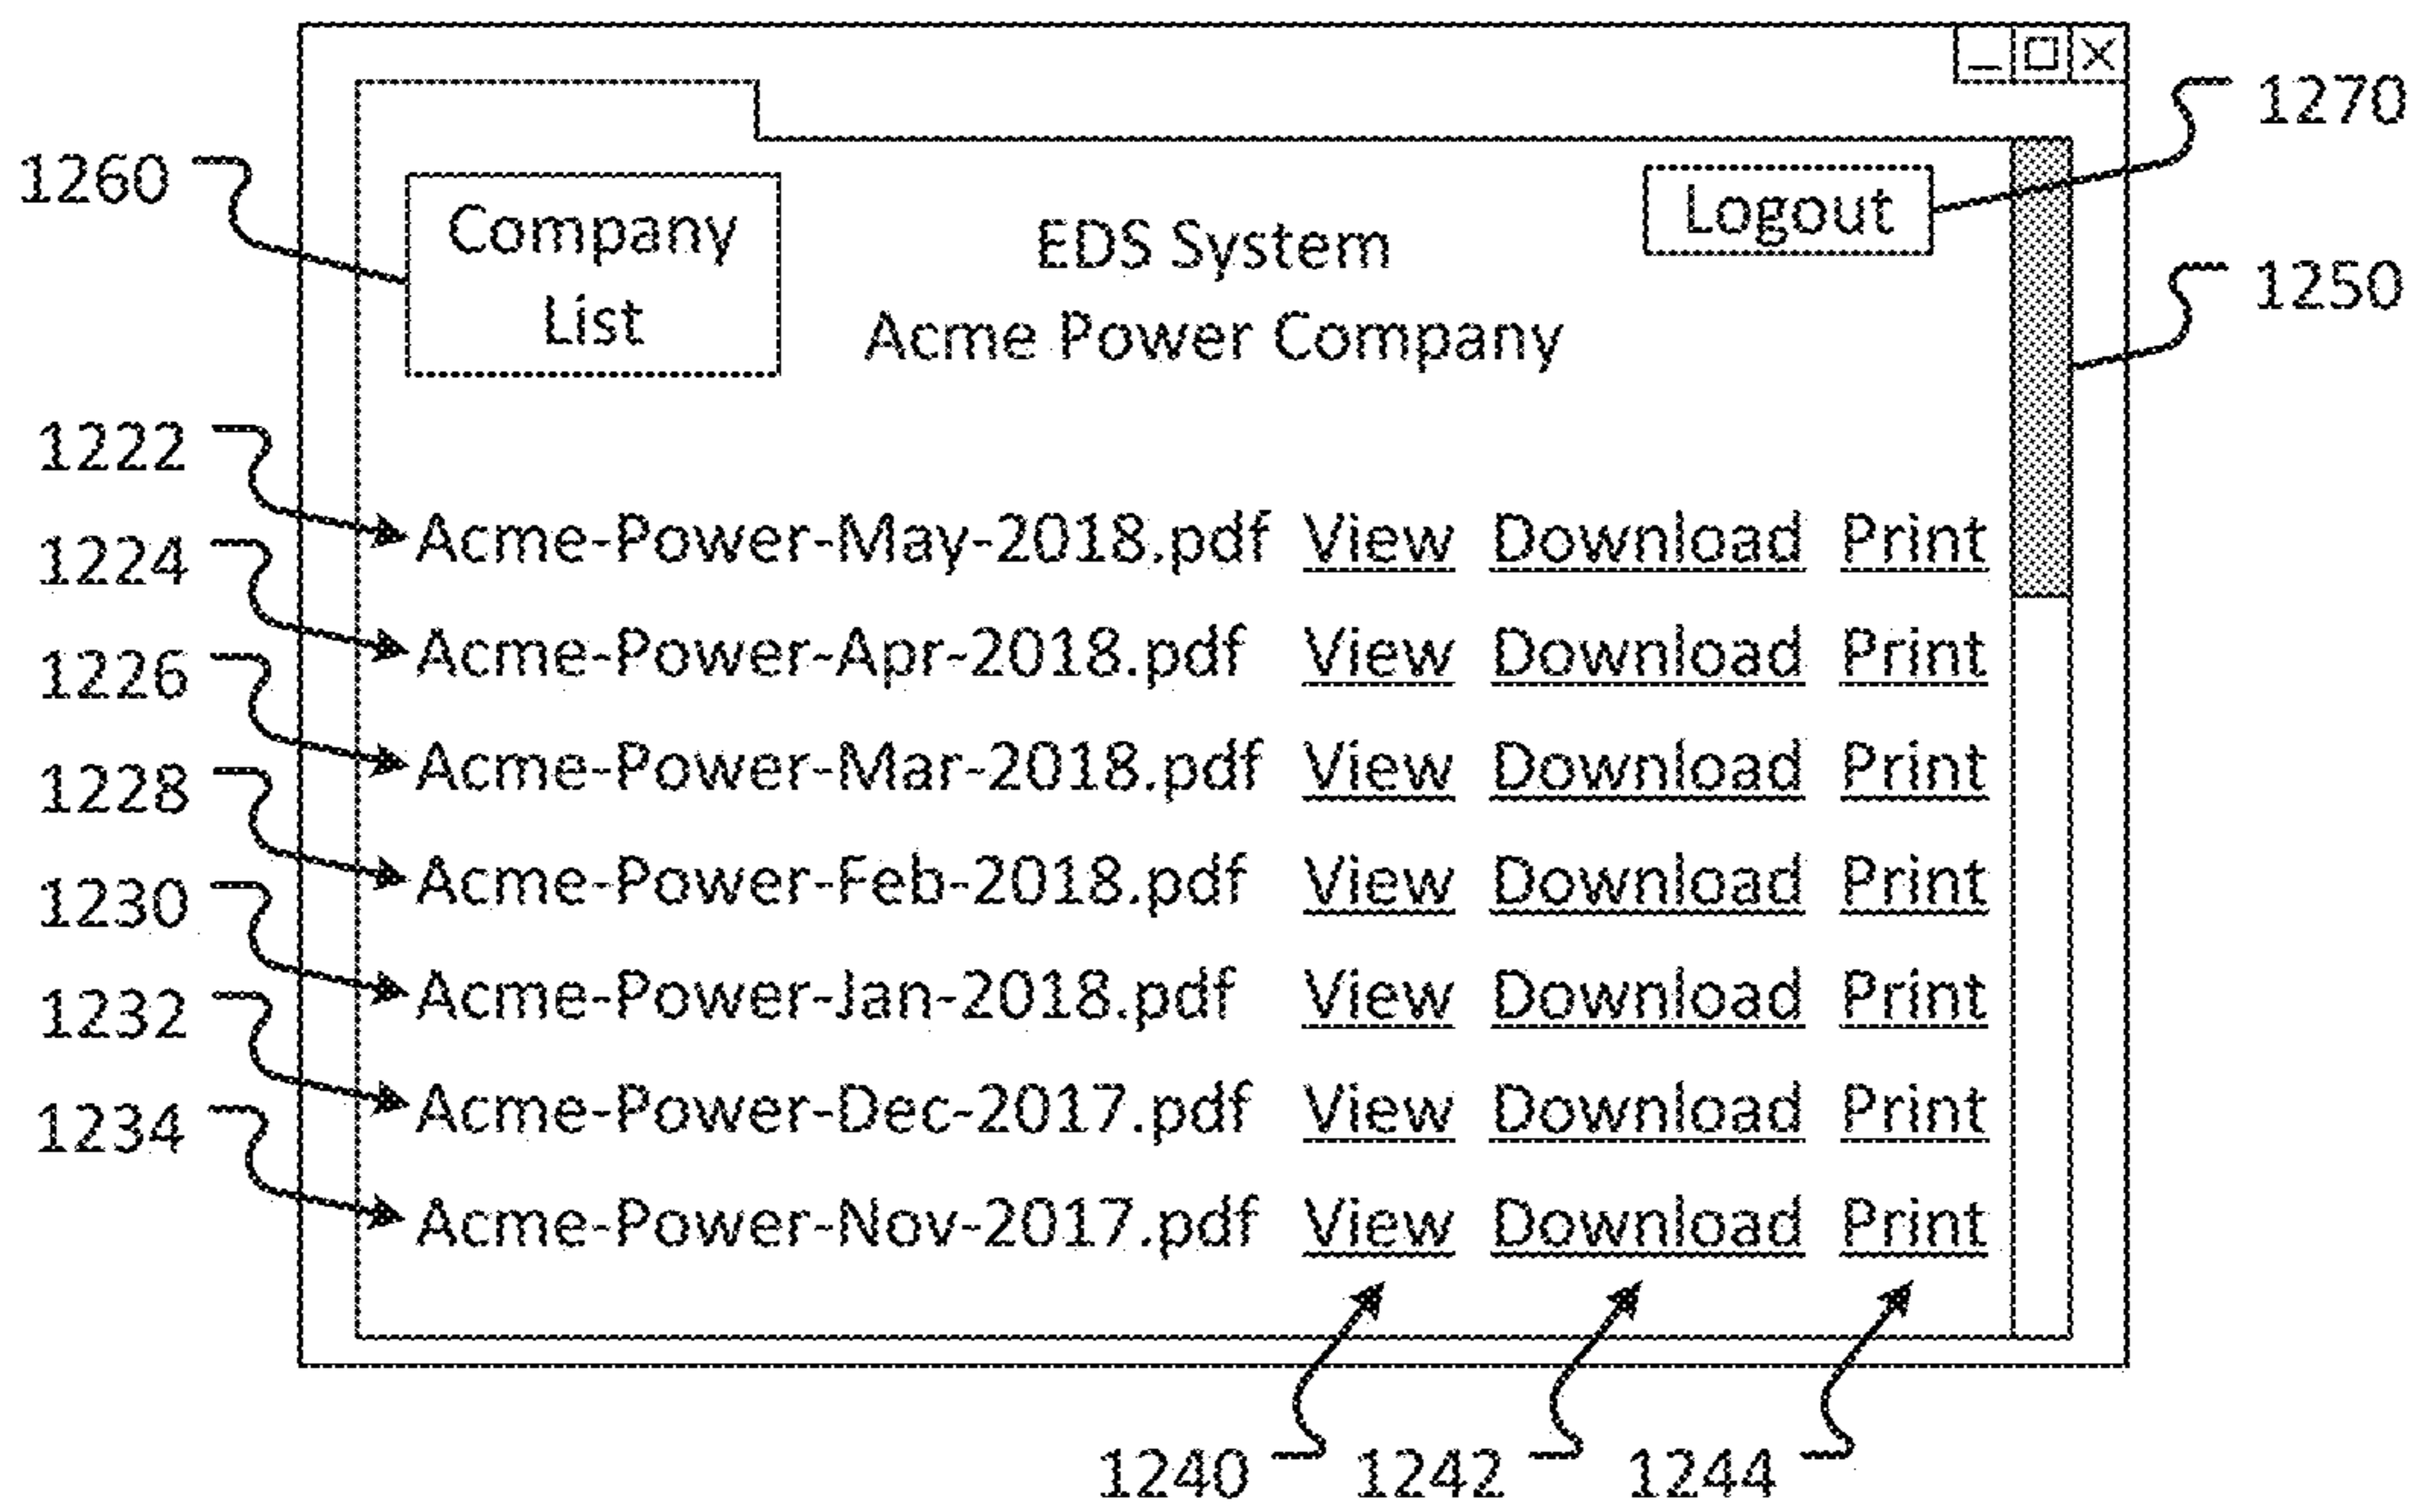 1270
1260
Company
List
Logout
EDS System
Acme Power Company
1250
1222
Acme-Power-May-2018.pdf View Download Print
1224
Acme-Power-Apr-2018.pdf View Download Print
1226
Acme-Power-Mar-2018.pdf View Download Print
1228
Acme-Power-Feb-2018.pdf View Download Print
1230
Acme-Power-Jan-2018.pdf View Download Print
1232
Acme-Power-Dec-2017.pdf View Download Print
1234
Acme-Power-Nov-2017.pdf View Download Print
1240 1242 1244